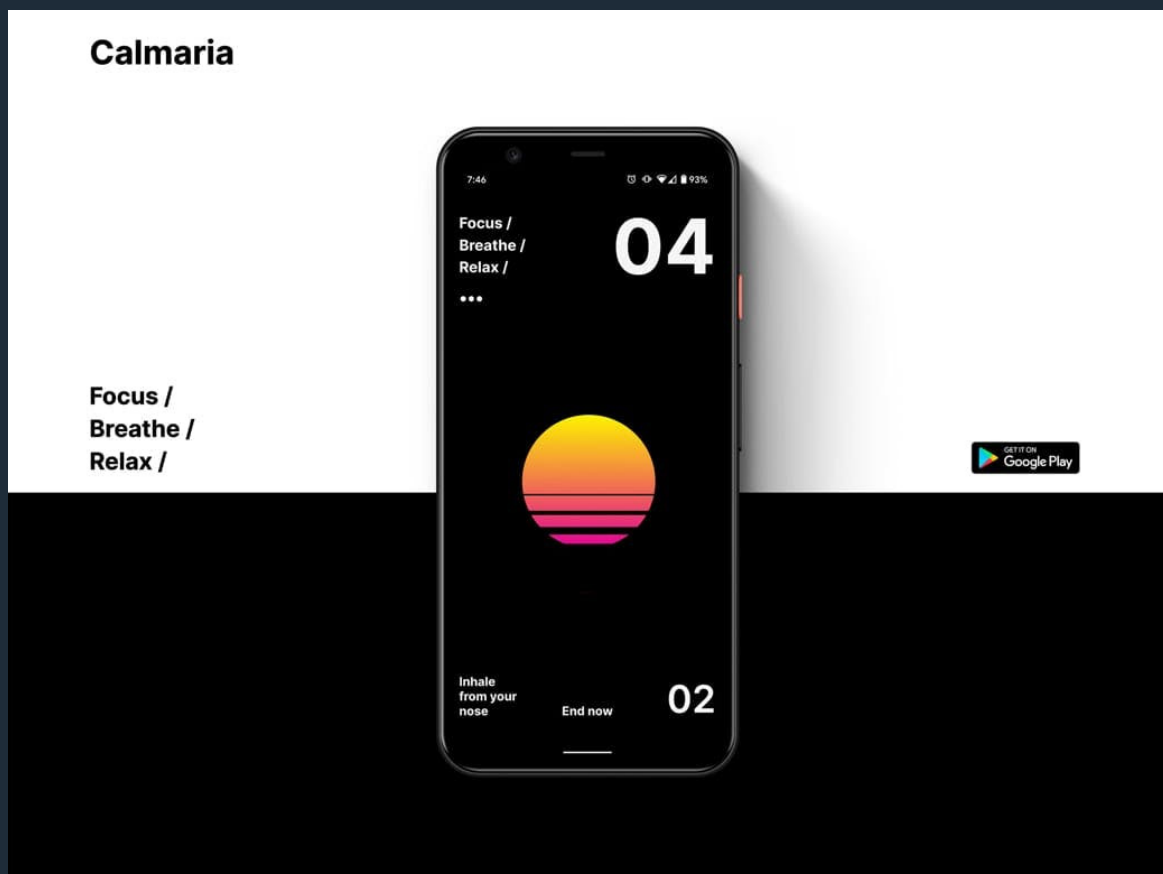 Calmaria
7:46
93%
Focus /
Breathe /
Relax /
04
Focus /
Breathe /
Relax /
GET IT ON
Google Play
Inhale
from your
nose
End now
02